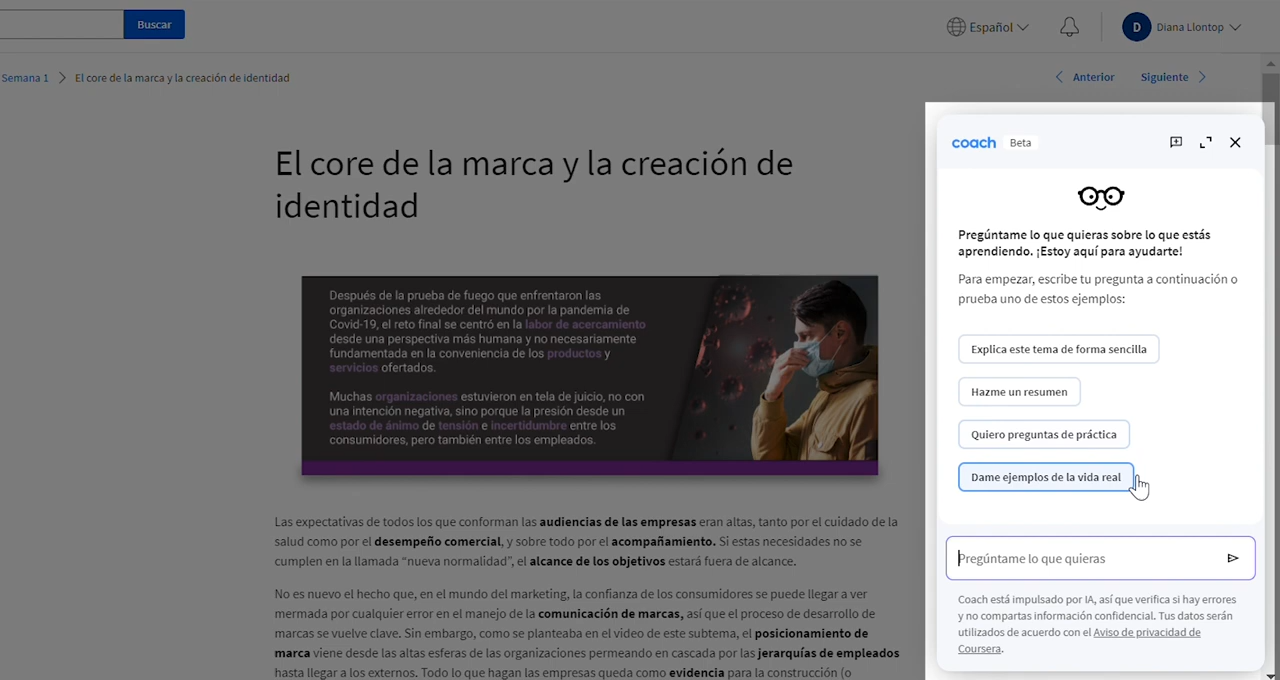 Buscar
Español
D
Diana Llontop
Semana 1
El core de la marca y la creación de identidad
Anterior
Siguiente
El core de la marca y la creación de
identidad
Después de la prueba de fuego que enfrentaron las
organizaciones alrededor del mundo por la pandemia de
Covid-19, el reto final se centró en la labor de acercamiento
desde una perspectiva más humana y no necesariamente
fundamentada en la conveniencia de los productos y
servicios ofertados.
Muchas organizaciones estuvieron en tela de juicio, no con
una intención negativa, sino porque la presión desde un
estado de ánimo de tensión e incertidumbre entre los
consumidores, pero también entre los empleados.
Las expectativas de todos los que conforman las audiencias de las empresas eran altas, tanto por el cuidado de la
salud como por el desempeño comercial, y sobre todo por el acompañamiento. Si estas necesidades no se
cumplen en la llamada “nueva normalidad”, el alcance de los objetivos estará fuera de alcance.
No es nuevo el hecho que, en el mundo del marketing, la confianza de los consumidores se puede llegar a ver
mermada por cualquier error en el manejo de la comunicación de marcas, así que el proceso de desarrollo de
marcas se vuelve clave. Sin embargo, como se planteaba en el video de este subtema, el posicionamiento de
marca viene desde las altas esferas de las organizaciones permeando en cascada por las jerarquías de empleados
hasta llegar a los externos. Todo lo que hagan las empresas queda como evidencia para la construcción (o
coach Beta
Pregúntame lo que quieras sobre lo que estás
aprendiendo. ¡Estoy aquí para ayudarte!
Para empezar, escribe tu pregunta a continuación o
prueba uno de estos ejemplos:
Explica este tema de forma sencilla
Hazme un resumen
Quiero preguntas de práctica
Dame ejemplos de la vida real
Pregúntame lo que quieras
Coach está impulsado por IA, así que verifica si hay errores
y no compartas información confidencial. Tus datos serán
utilizados de acuerdo con el Aviso de privacidad de
Coursera.